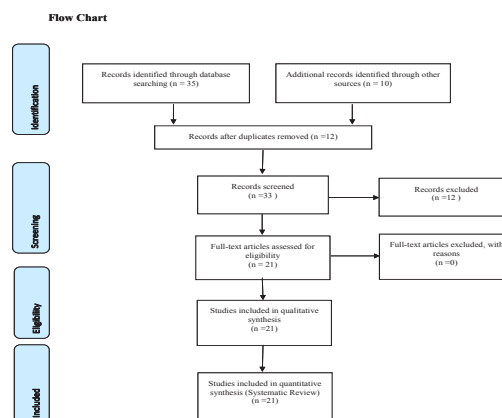 Flow Chart
Identification
Records identified through database
searching (n = 35)
Additional records identified through other
sources (n = 10)
Records after duplicates removed (n =12)
Screening
Records screened
(n =33 )
Records excluded
(n =12 )
Full-text articles assessed for
eligibility
(n = 21)
Full-text articles excluded, with
reasons
(n =0)
Eligibility
Studies included in qualitative
synthesis
(n =21)
Included
Studies included in quantitative
synthesis (Systematic Review)
(n =21)